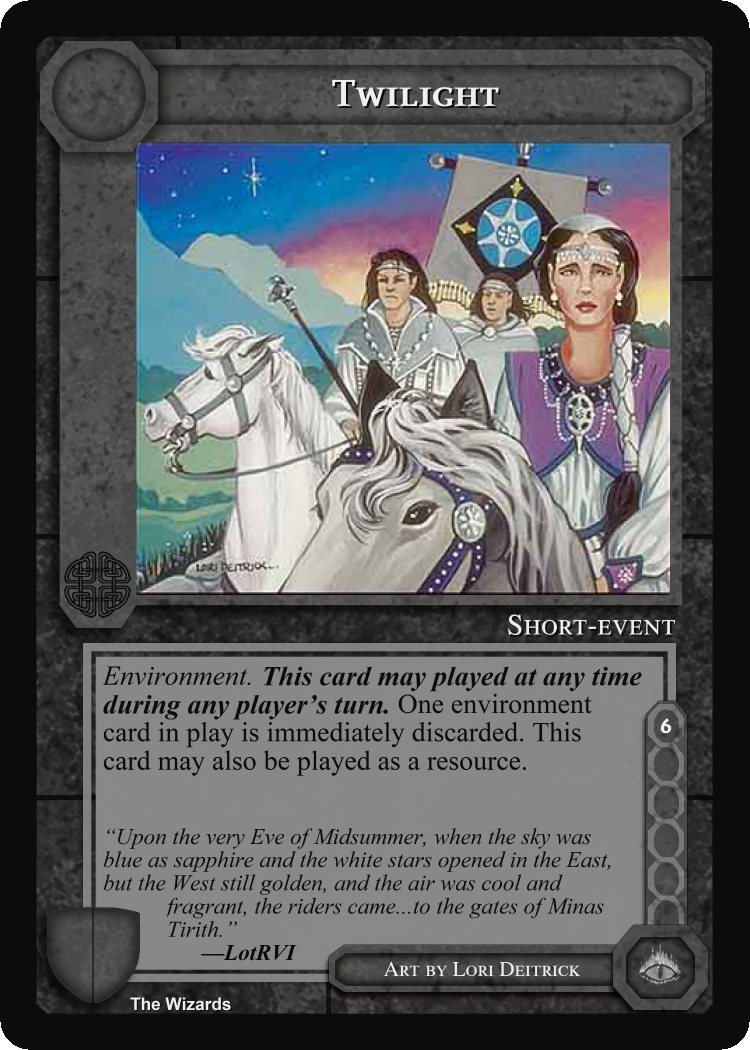 Twilight
LORI DEITRICK...
Short-event
Environment. This card may played at any time
during any player's turn. One environment
card in play is immediately discarded. This
card may also be played as a resource.
6
“Upon the very Eve of Midsummer, when the sky was
blue as sapphire and the white stars opened in the East,
but the West still golden, and the air was cool and
fragrant, the riders came...to the gates of Minas
Tirith.”
—LotRVI
Art by Lori Deitrick
The Wizards